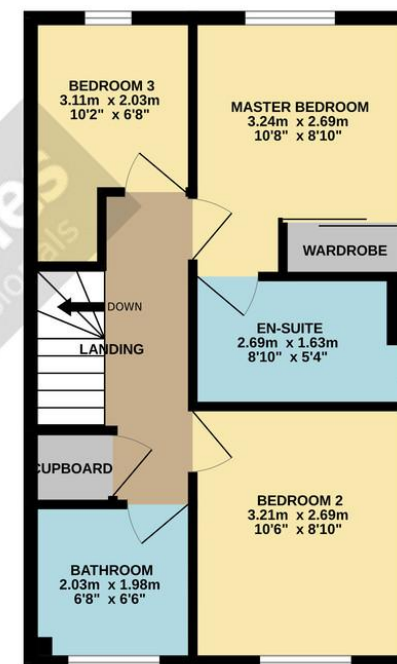 BEDROOM 3
3.11m x 2.03m
10'2" x 6'8"
MASTER BEDROOM
3.24m x 2.69m
10'8" x 8'10"
WARDROBE
DOWN
LANDING
EN-SUITE
2.69m x 1.63m
8'10" x 5'4"
CUPBOARD
BEDROOM 2
3.21m x 2.69m
10'6" x 8'10"
BATHROOM
2.03m x 1.98m
6'8" x 6'6"